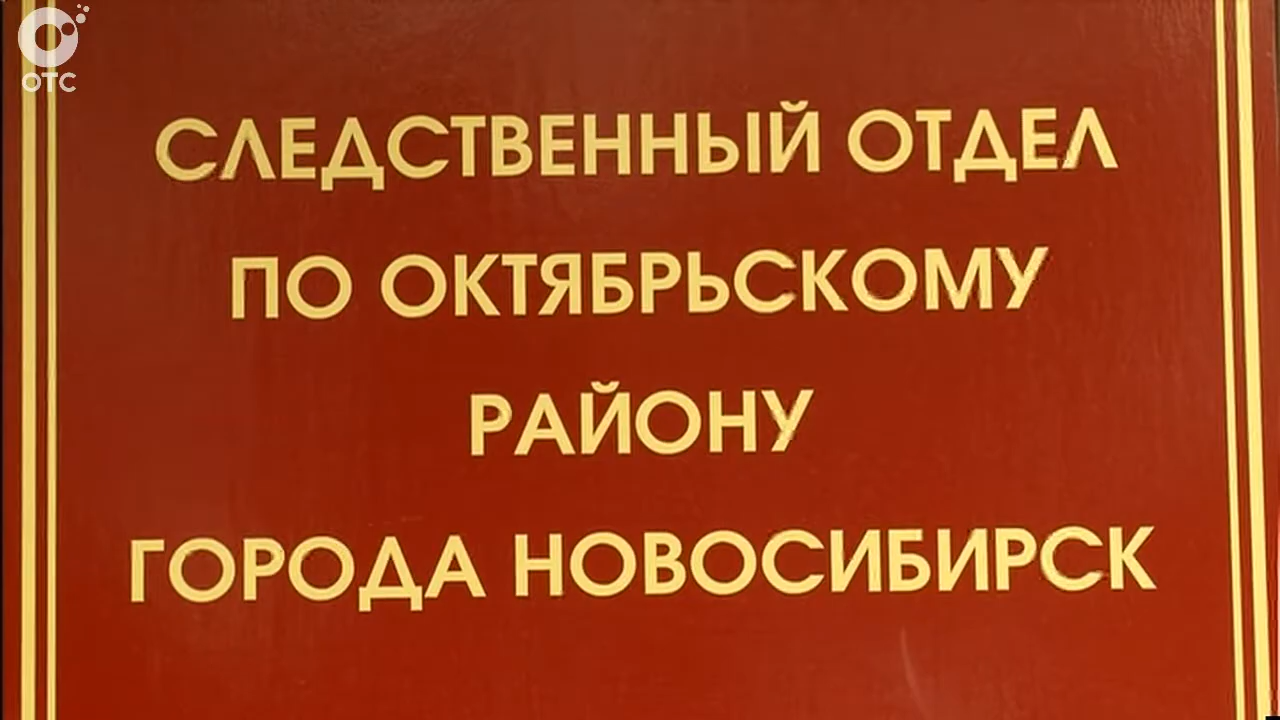 ОТС
СЛЕДСТВЕННЫЙ ОТДЕЛ
ПО ОКТЯБРЬСКОМУ
РАЙОНУ
ГОРОДА НОВОСИБИРСК